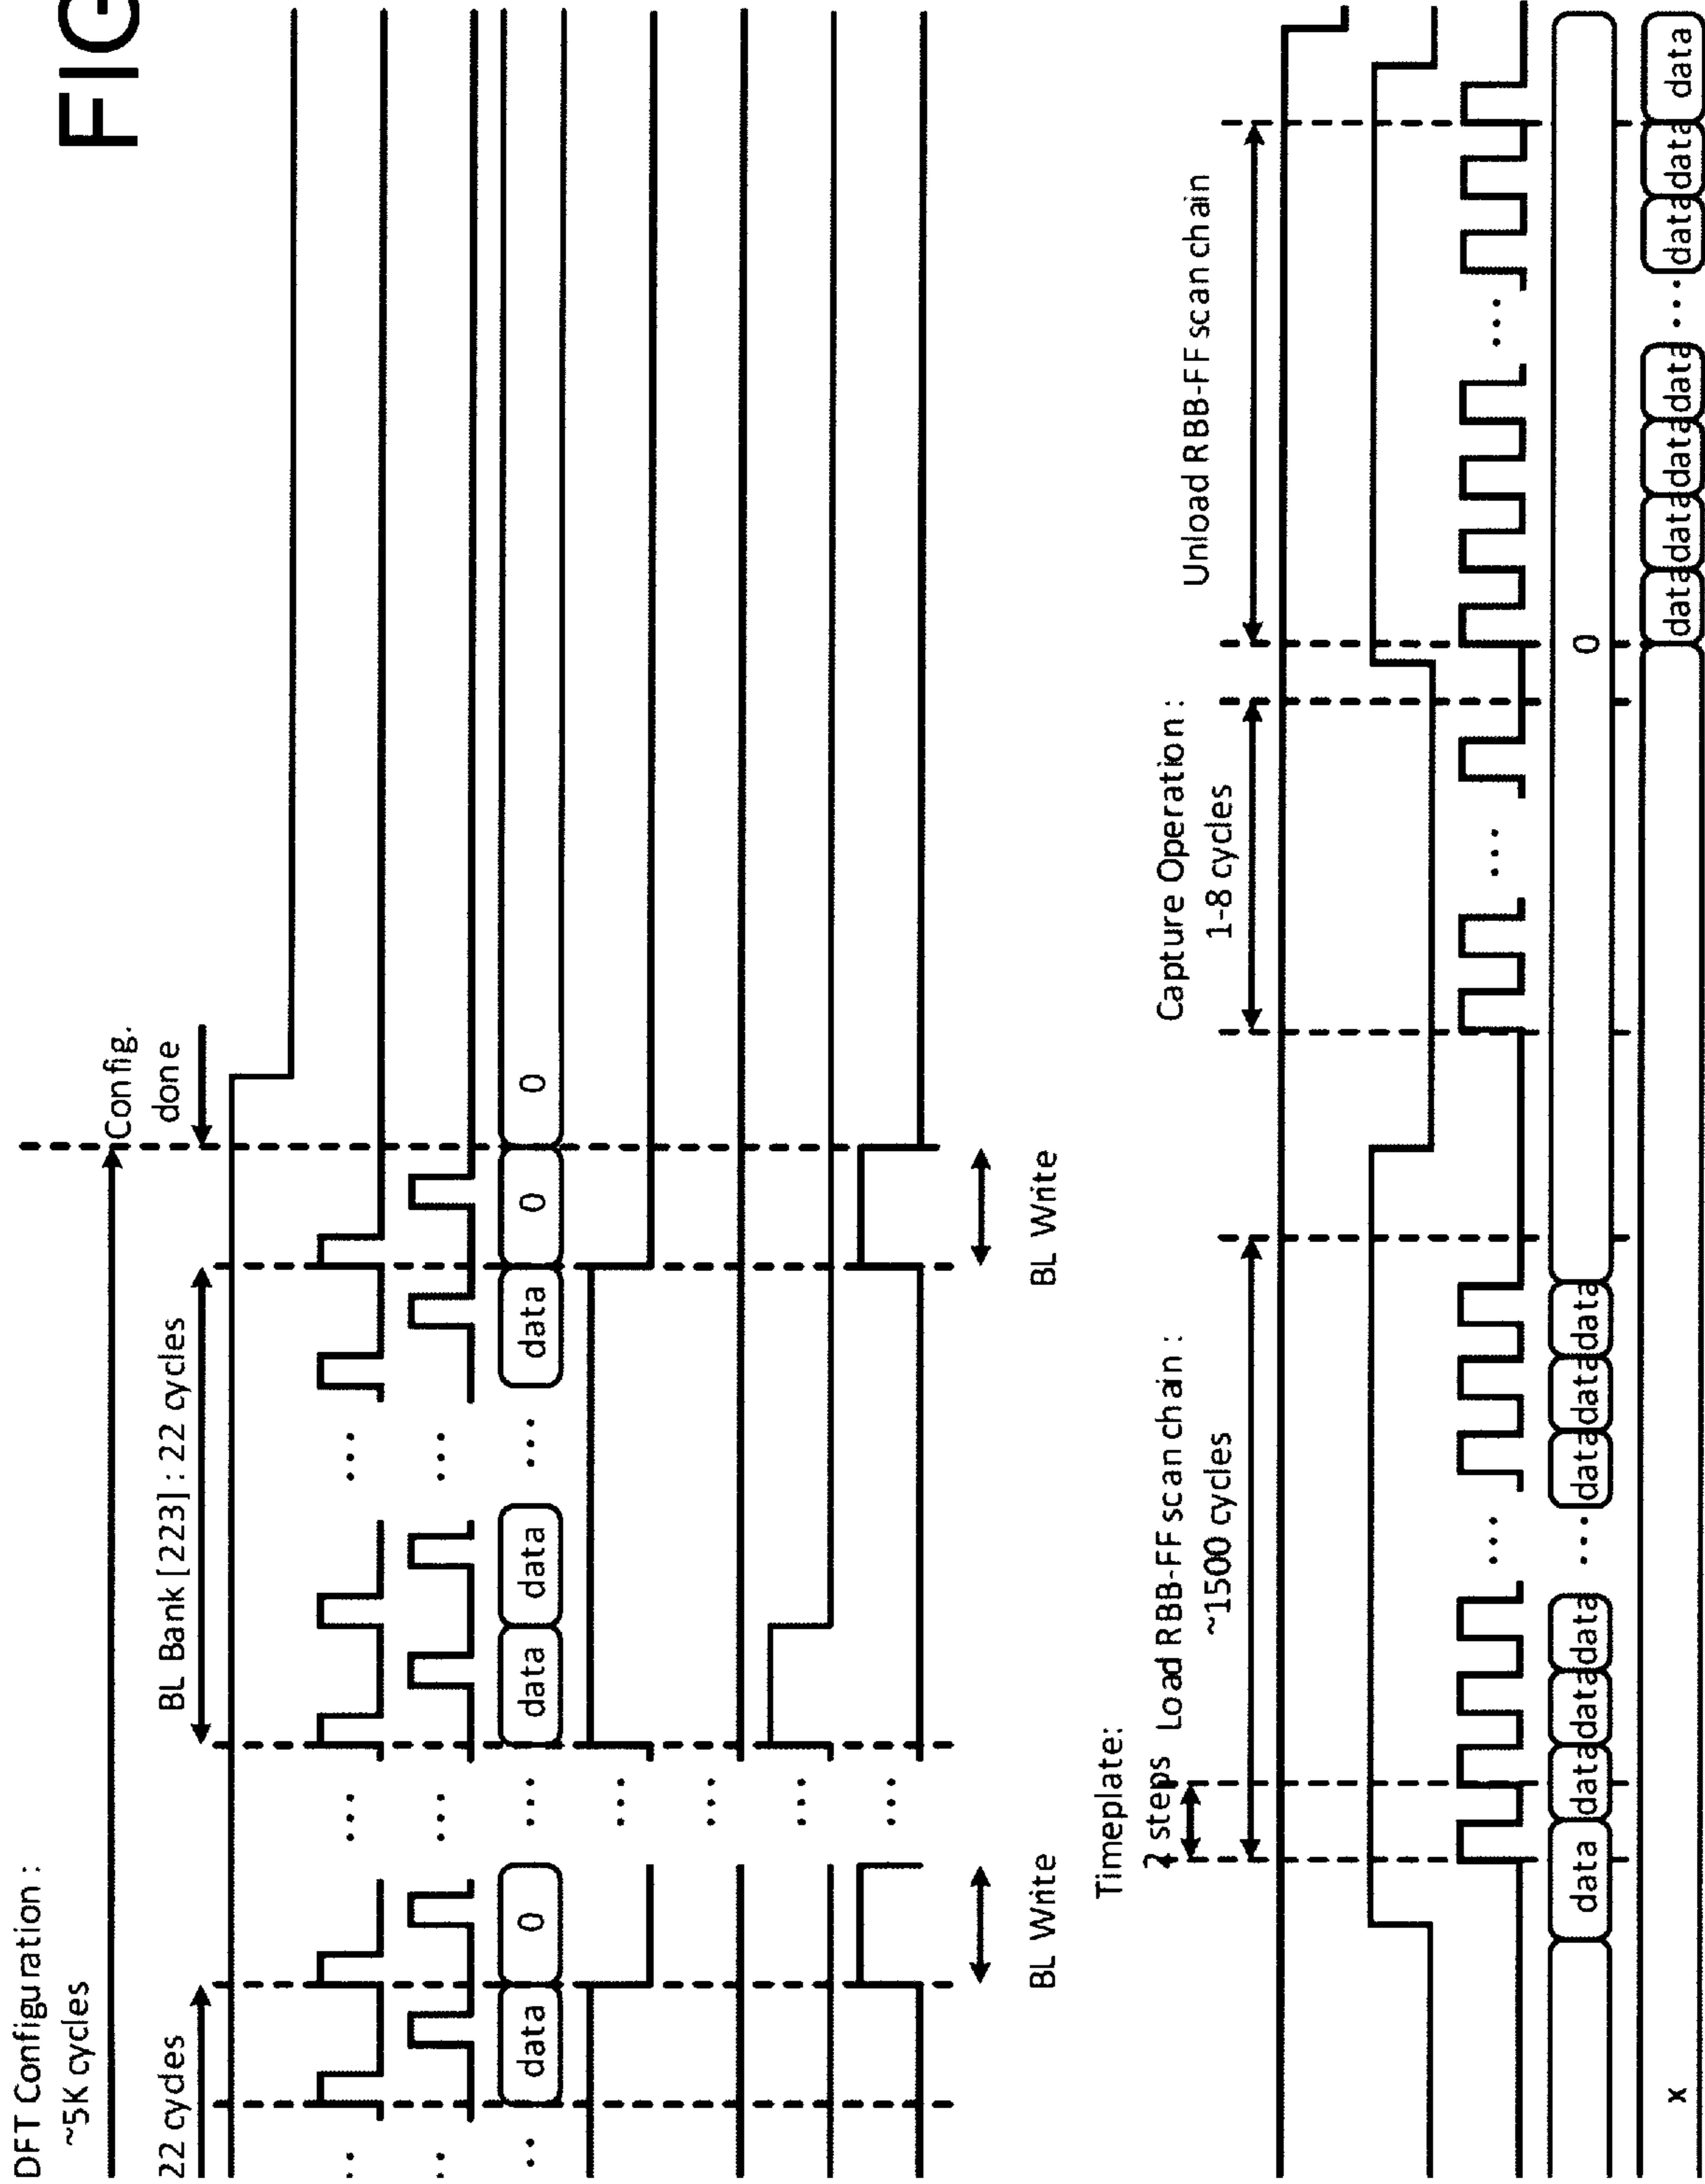 FIG
DFT Configuration :
~5K cycles
Config.
done
22 cycles
BL Bank [223] : 22 cycles
.. ... ... 
.. ... ...
.. data 0 ... data data ... data 0 0
...
...
...
...
BL Write
BL Write
Timeplate:
2 steps
Load RBB-FF scan chain :
~1500 cycles
Capture Operation :
1-8 cycles
Unload RBB-FF scan chain
... ... ...
data data data data ... data data data 0
x data data data data ... data data data